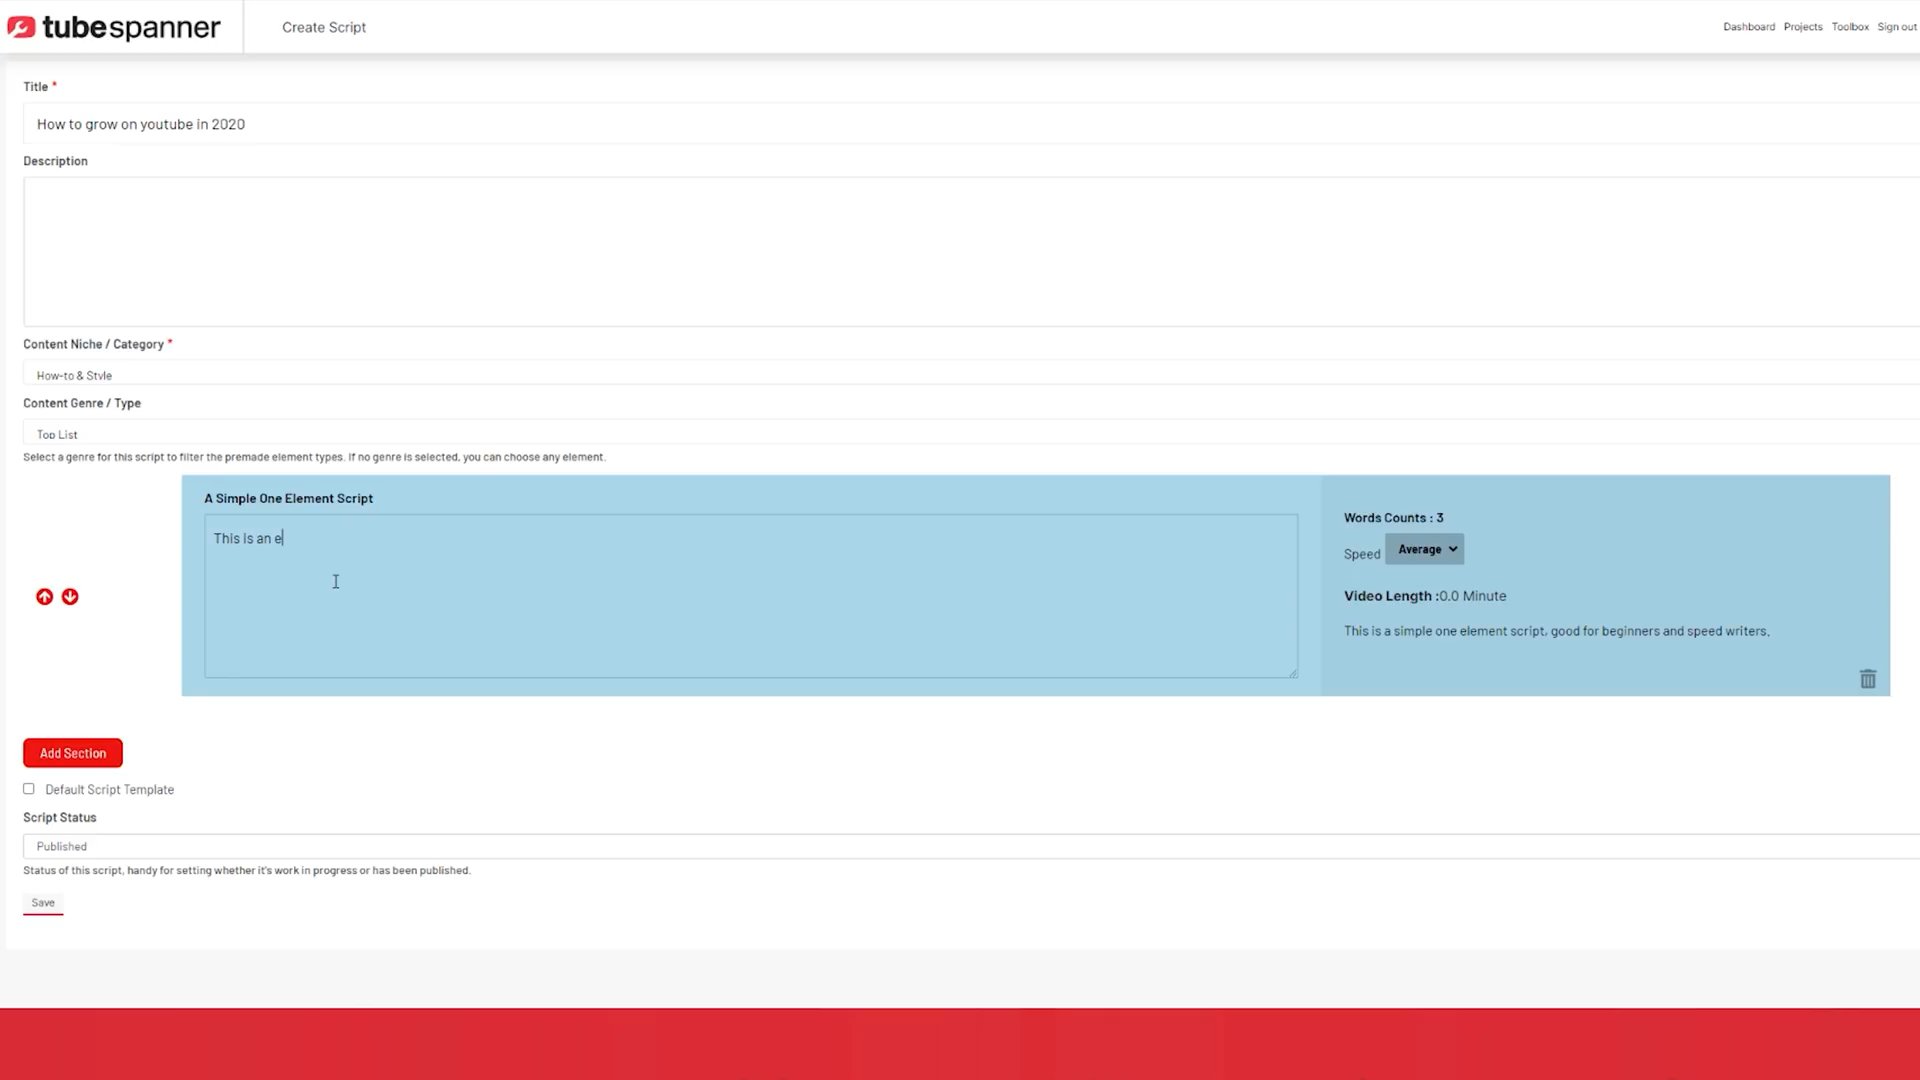 tubespanner
Create Script
Dashboard Projects Toolbox Sign out
Title *
How to grow on youtube in 2020
Description
Content Niche / Category *
How-to & Style
Content Genre / Type
Top List
Select a genre for this script to filter the premade element types. If no genre is selected, you can choose any element.
A Simple One Element Script
This is an e
Words Counts : 3
Speed Average
Video Length :0.0 Minute
This is a simple one element script, good for beginners and speed writers.
Add Section
Default Script Template
Script Status
Published
Status of this script, handy for setting whether it's work in progress or has been published.
Save